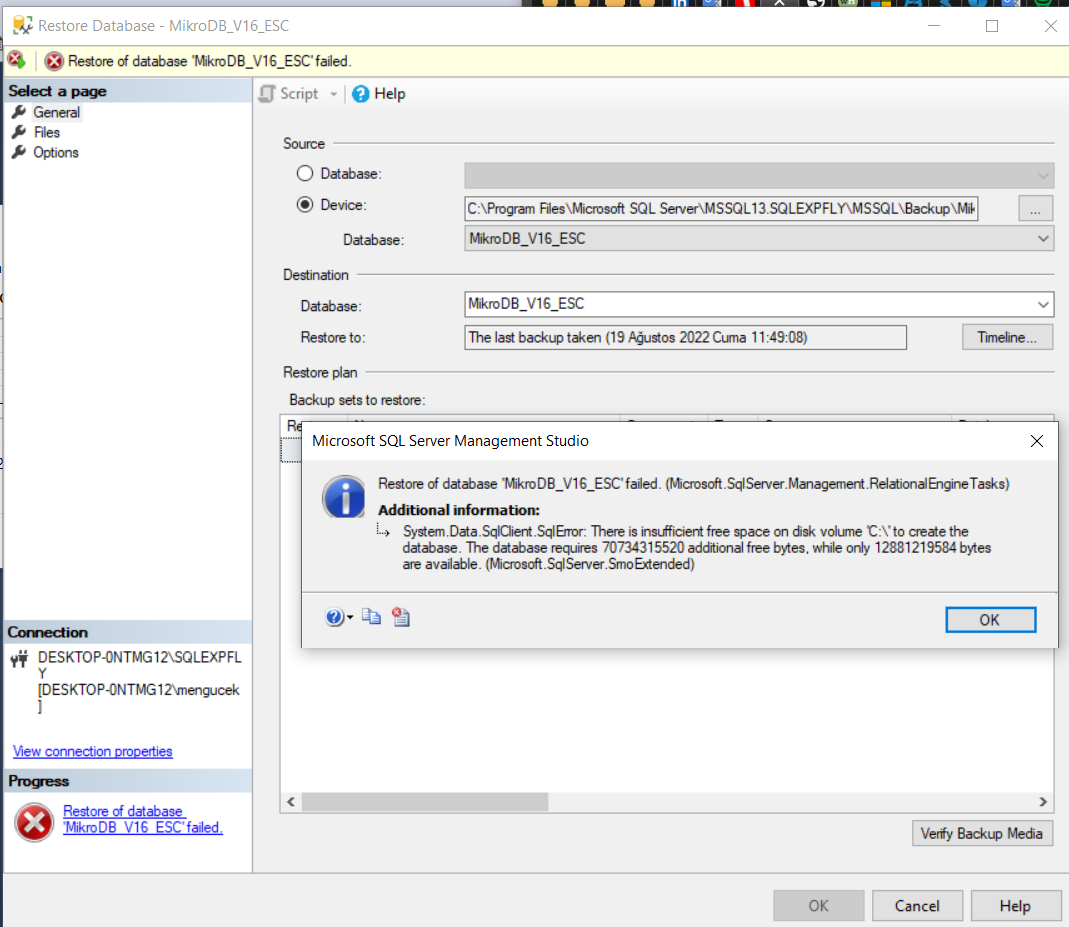 Restore Database - MikroDB_V16_ESC
Restore of database 'MikroDB_V16_ESC' failed.
Select a page
General
Files
Options
Script
Help
Source
Database:
Device:
C:\Program Files\Microsoft SQL Server\MSSQL13.SQLEXPFLY\MSSQL\Backup\Mik
...
Database:
MikroDB_V16_ESC
Destination
Database:
MikroDB_V16_ESC
Restore to:
The last backup taken (19 Ağustos 2022 Cuma 11:49:08)
Timeline...
Restore plan
Backup sets to restore:
Microsoft SQL Server Management Studio
Restore of database 'MikroDB_V16_ESC' failed. (Microsoft.SqlServer.Management.RelationalEngineTasks)
Additional information:
System.Data.SqlClient.SqlError: There is insufficient free space on disk volume 'C:\' to create the
database. The database requires 70734315520 additional free bytes, while only 12881219584 bytes
are available. (Microsoft.SqlServer.SmoExtended)
OK
Connection
DESKTOP-0NTMG12\SQLEXPFL
Y
[DESKTOP-0NTMG12\mengucek
]
View connection properties
Progress
Restore of database
'MikroDB_V16_ESC' failed.
Verify Backup Media
OK
Cancel
Help